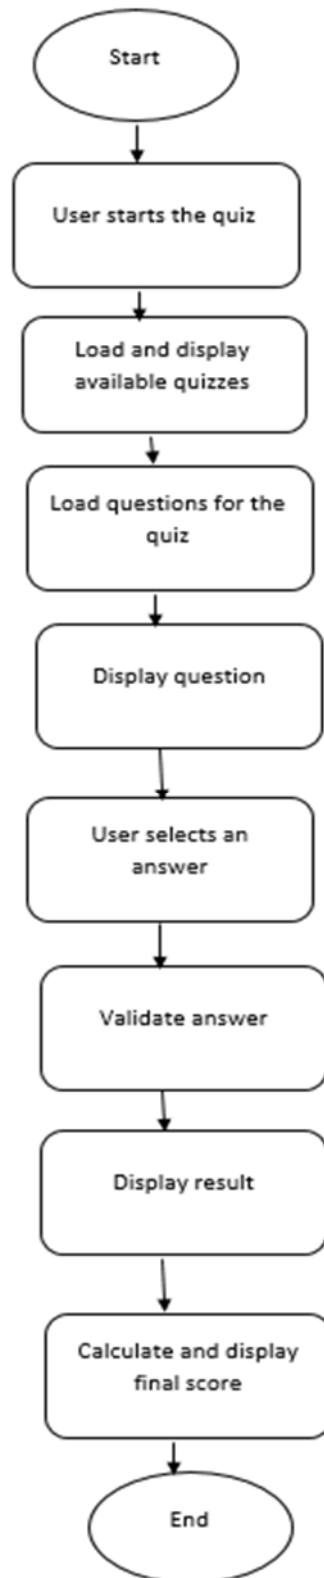 Start
User starts the quiz
Load and display
available quizzes
Load questions for the
quiz
Display question
User selects an
answer
Validate answer
Display result
Calculate and display
final score
End